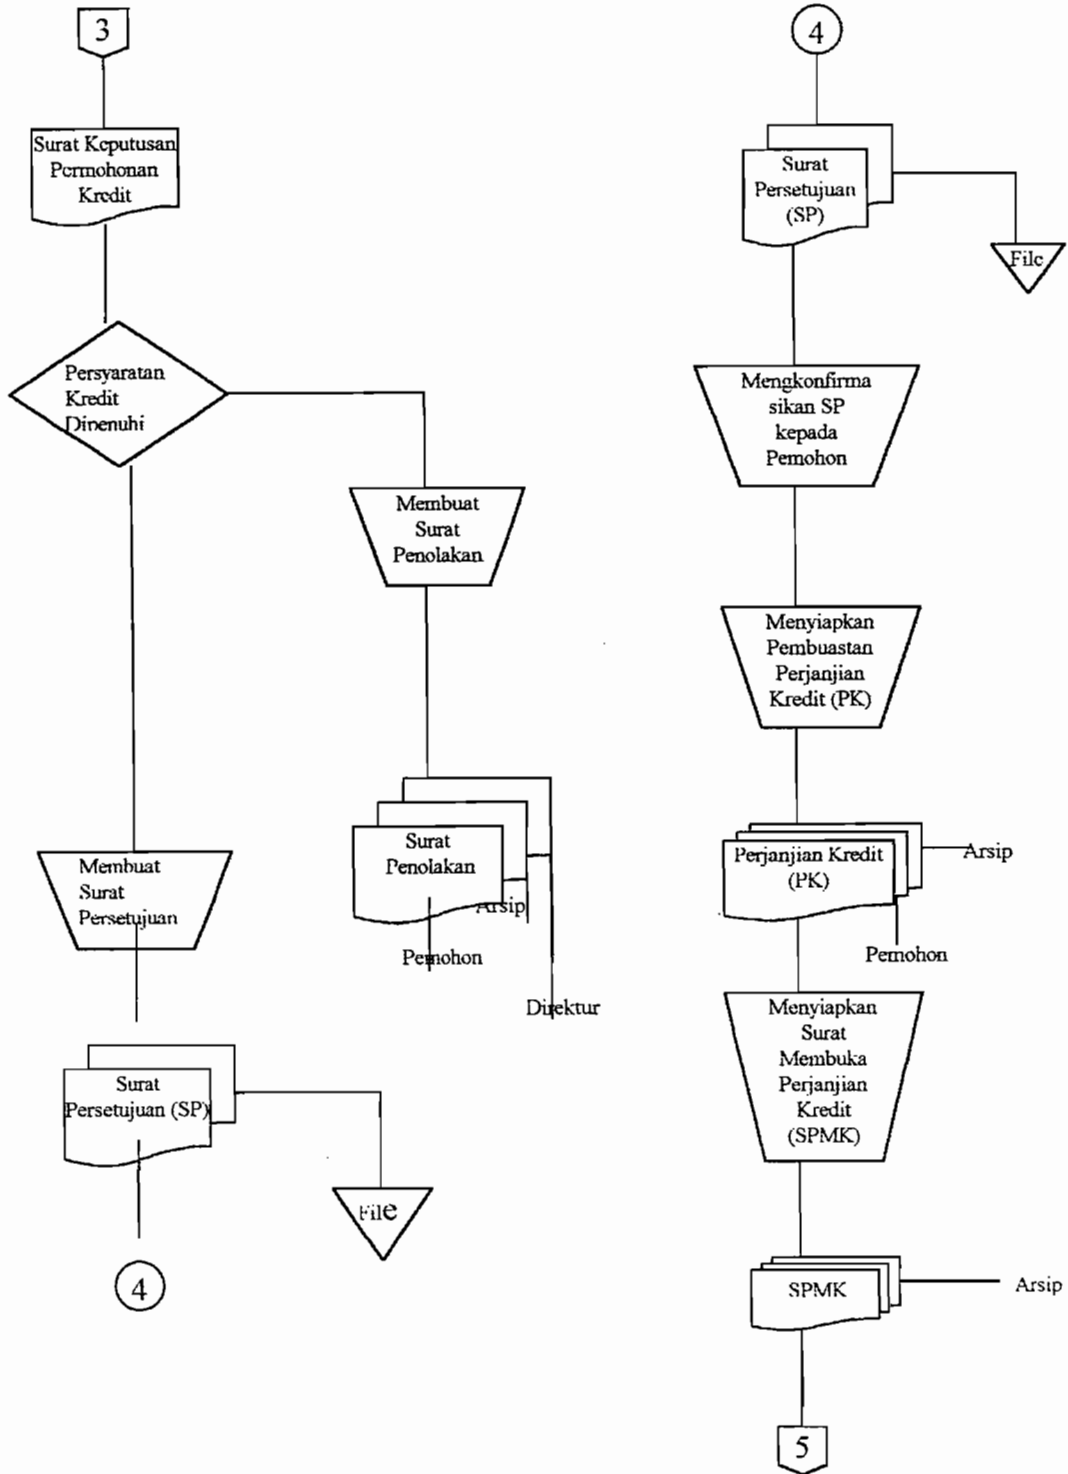 3
Surat Keputusan
Permohonan
Kredit
Persyaratan
Kredit
Dipenuhi
Membuat
Surat
Penolakan
Surat
Penolakan
Arsip
Pemohon
Direktur
Membuat
Surat
Persetujuan
Surat
Persetujuan (SP)
File
4
4
Surat
Persetujuan
(SP)
File
Mengkonfirma
sikan SP
kepada
Pemohon
Menyiapkan
Pembuastan
Perjanjian
Kredit (PK)
Perjanjian Kredit
(PK)
Arsip
Pemohon
Menyiapkan
Surat
Membuka
Perjanjian
Kredit
(SPMK)
SPMK
Arsip
5